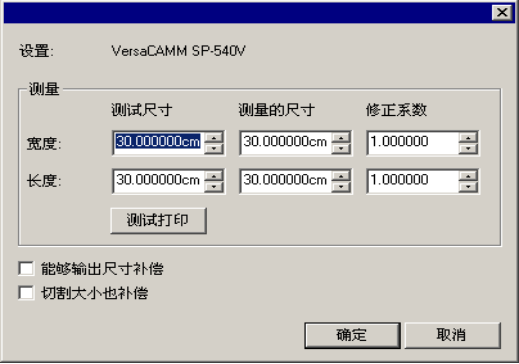 设置: VersaCAMM SP-540V
测量
测试尺寸 测量的尺寸 修正系数
宽度: 30.000000cm 30.000000cm 1.000000
长度: 30.000000cm 30.000000cm 1.000000
测试打印
能够输出尺寸补偿
切割大小也补偿
确定 取消